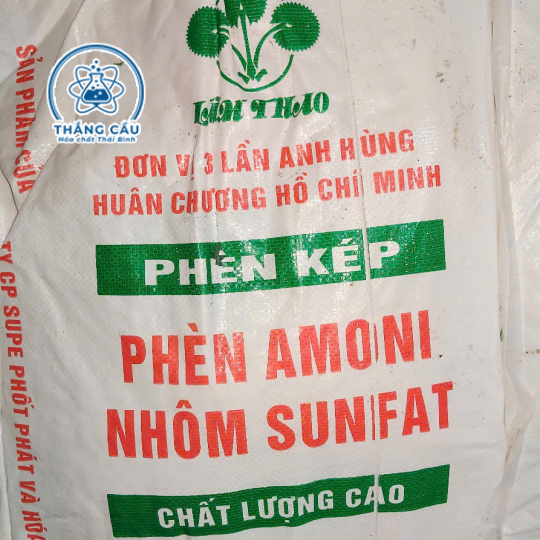 THẮNG CẦU
Hóa chất Thái Bình
LÂM THAO
ĐƠN VỊ 3 LẦN ANH HÙNG
HUÂN CHƯƠNG HỒ CHÍ MINH
PHÈN KÉP
PHÈN AMONI
NHÔM SUNFAT
CHẤT LƯỢNG CAO
SẢN PHẨM CỦA
TY CP SUPE PHỐT PHÁT VÀ HÓA